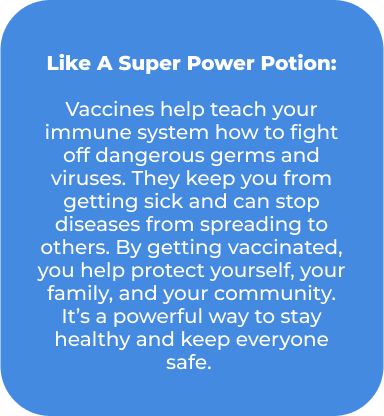 Like A Super Power Potion:
Vaccines help teach your
immune system how to fight
off dangerous germs and
viruses. They keep you from
getting sick and can stop
diseases from spreading to
others. By getting vaccinated,
you help protect yourself, your
family, and your community.
It’s a powerful way to stay
healthy and keep everyone
safe.